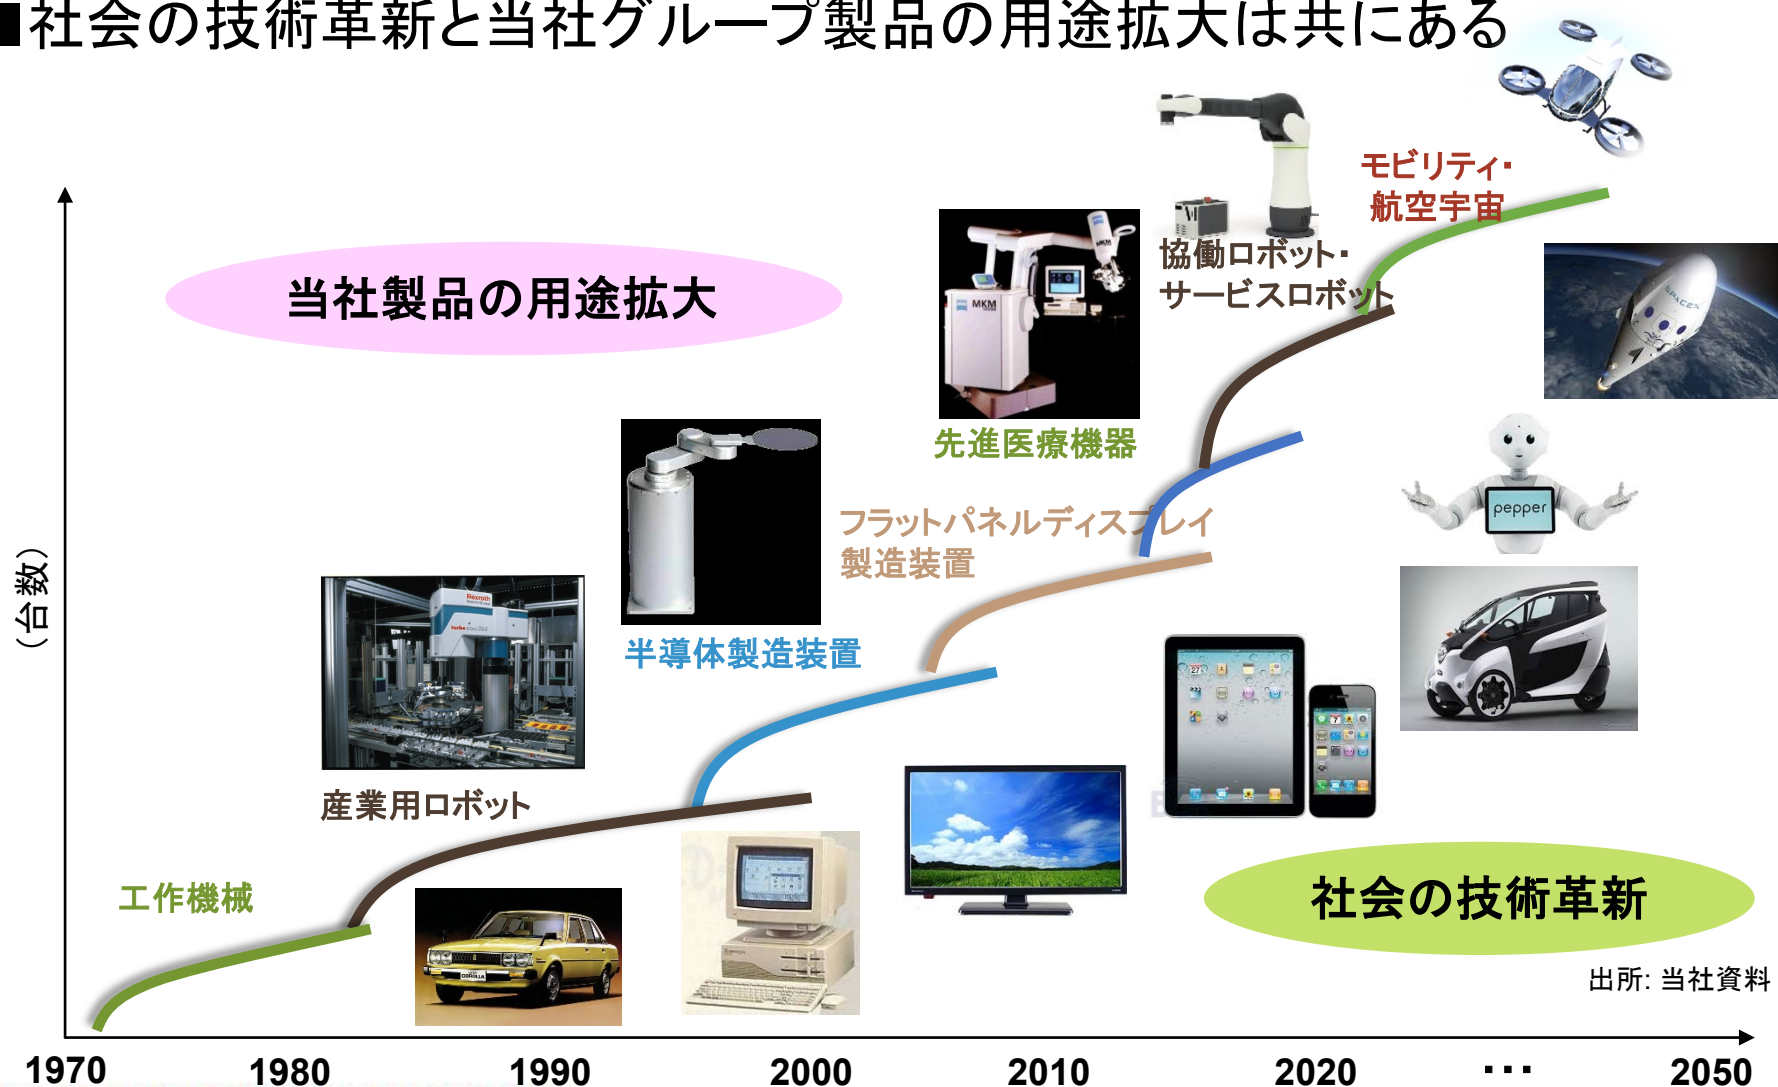 ■社会の技術革新と当社グループ製品の用途拡大は共にある
モビリティ・
航空宇宙
協働ロボット・
サービスロボット
当社製品の用途拡大
MKM
MKM
SPACEX
先進医療機器
pepper
フラットパネルディスプレイ
製造装置
(台数)
Rexroth
turbo
半導体製造装置
産業用ロボット
工作機械
COROLLA
社会の技術革新
出所: 当社資料
1970 1980 1990 2000 2010 2020 ・・・ 2050